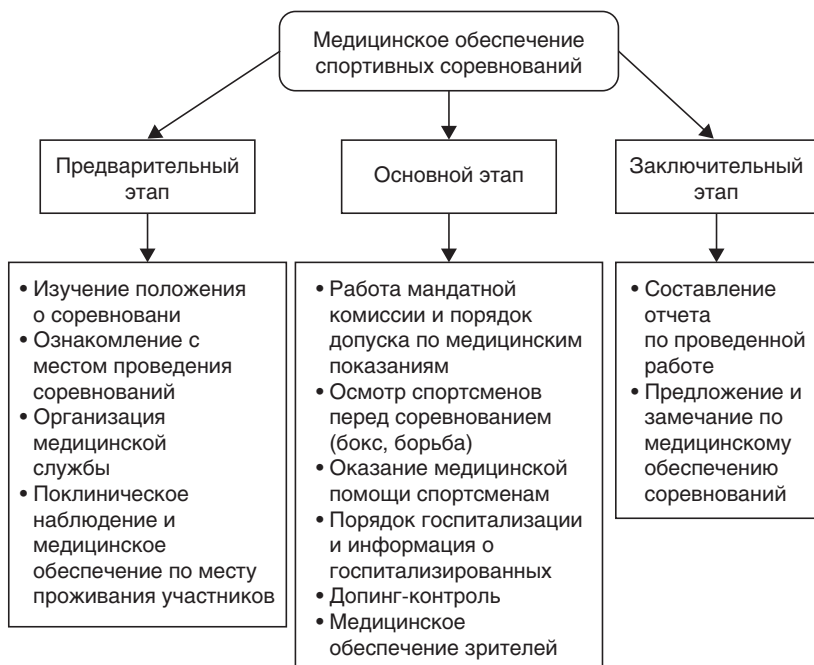 Медицинское обеспечение
спортивных соревнований
Предварительный
этап
Основной этап
Заключительный
этап
• Изучение положения
о соревновани
• Ознакомление с
местом проведения
соревнований
• Организация
медицинской
службы
• Поклиническое
наблюдение и
медицинское
обеспечение по месту
проживания участников
• Работа мандатной
комиссии и порядок
допуска по медицинским
показаниям
• Осмотр спортсменов
перед соревнованием
(бокс, борьба)
• Оказание медицинской
помощи спортсменам
• Порядок госпитализации
и информация о
госпитализированных
• Допинг-контроль
• Медицинское
обеспечение зрителей
• Составление
отчета
по проведенной
работе
• Предложение и
замечание по
медицинскому
обеспечению
соревнований